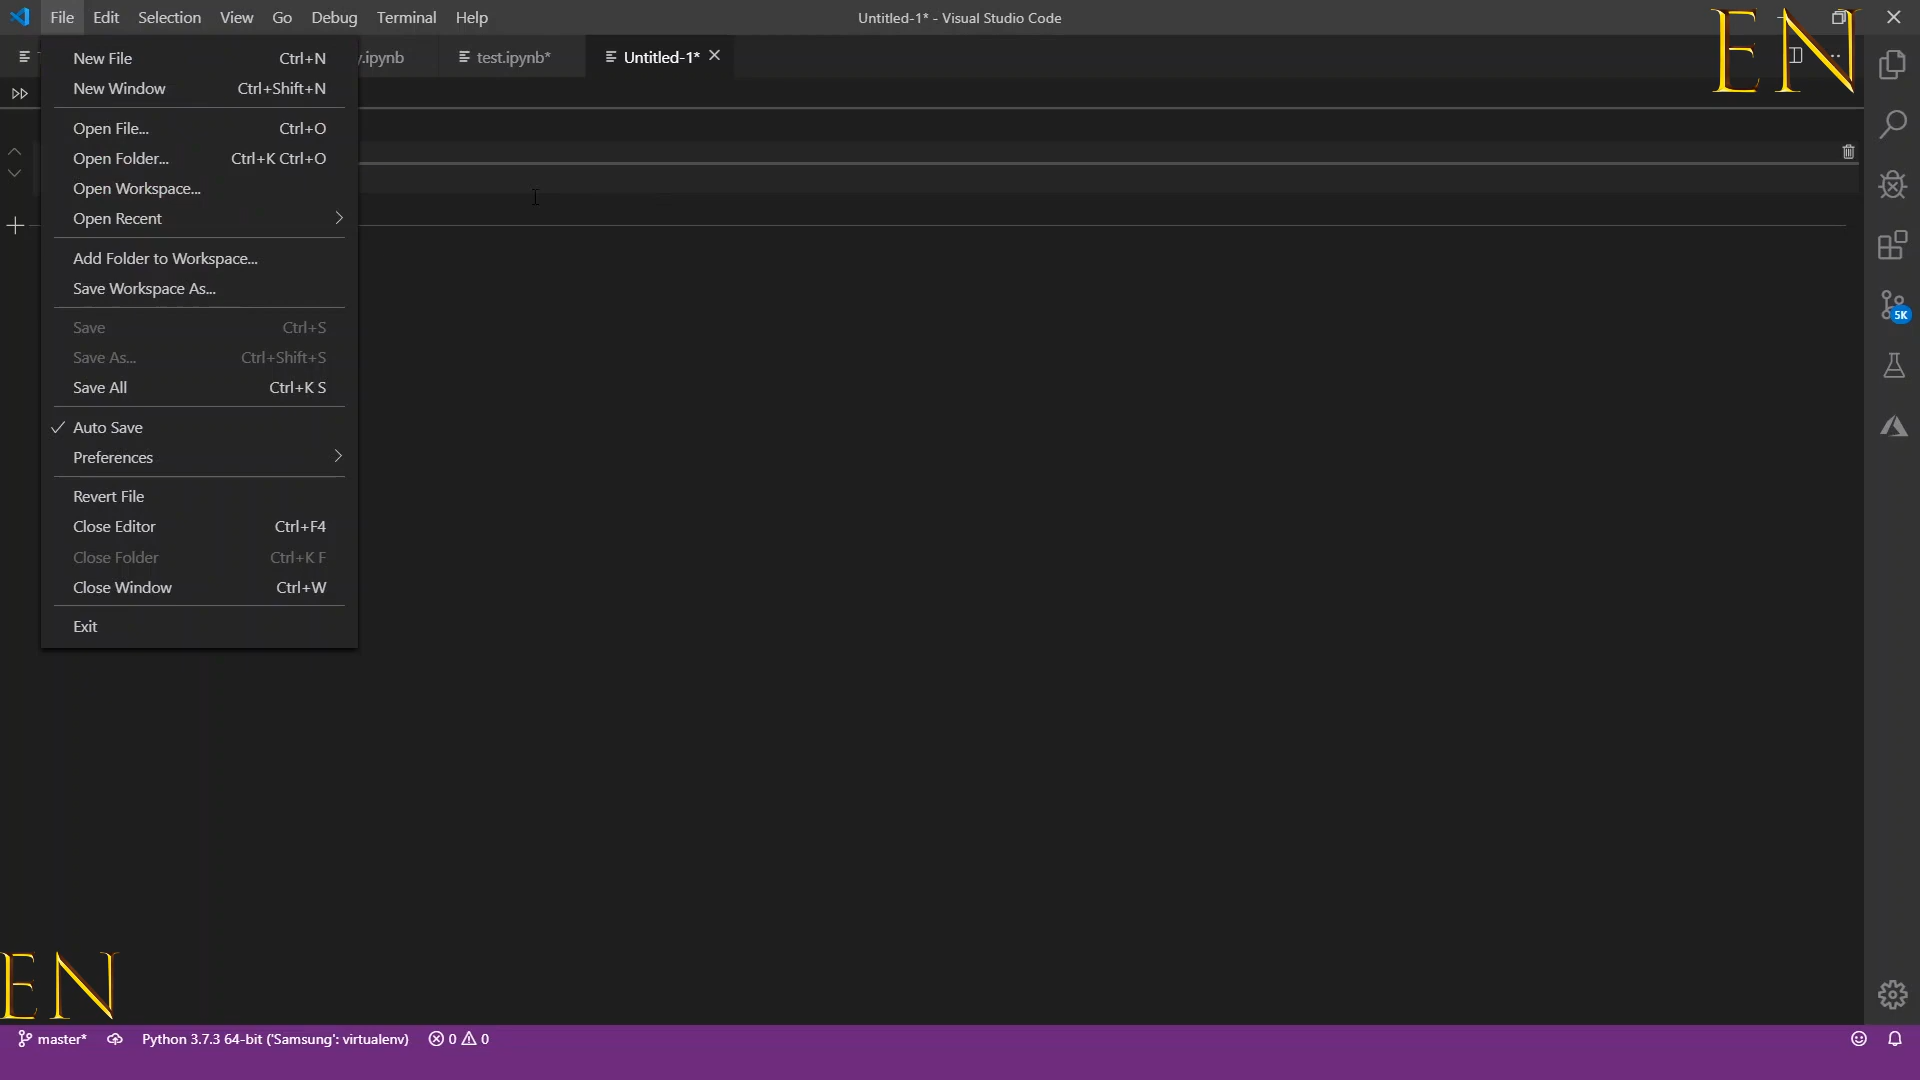 File Edit Selection View Go Debug Terminal Help
Untitled-1* - Visual Studio Code
EN
y.ipynb
test.ipynb*
Untitled-1*
New File Ctrl+N
New Window Ctrl+Shift+N
Open File... Ctrl+O
Open Folder... Ctrl+K Ctrl+O
Open Workspace...
Open Recent
Add Folder to Workspace...
Save Workspace As...
Save Ctrl+S
Save As... Ctrl+Shift+S
Save All Ctrl+K S
Auto Save
Preferences
Revert File
Close Editor Ctrl+F4
Close Folder Ctrl+K F
Close Window Ctrl+W
Exit
5K
EN
master* Python 3.7.3 64-bit ('Samsung': virtualenv) 0 0